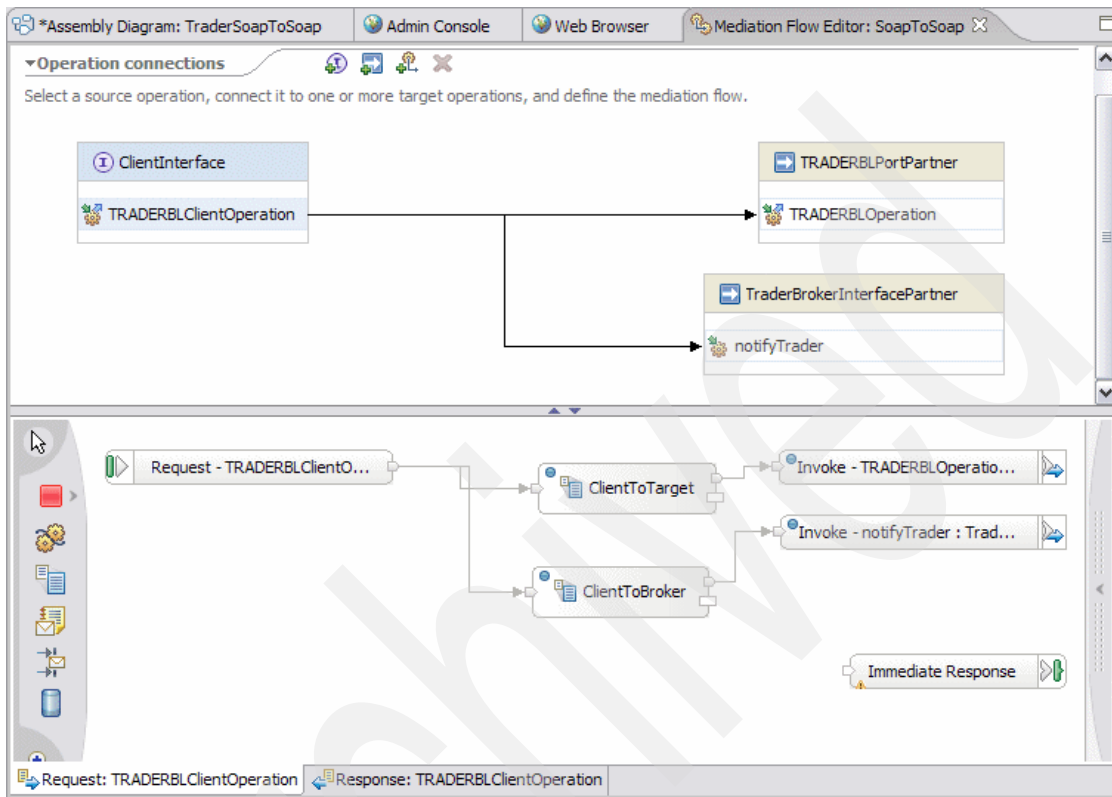 *Assembly Diagram: TraderSoapToSoap
Admin Console
Web Browser
Mediation Flow Editor: SoapToSoap
Operation connections
Select a source operation, connect it to one or more target operations, and define the mediation flow.
ClientInterface
TRADERBLPortPartner
TRADERBLClientOperation
TRADERBLOperation
TraderBrokerInterfacePartner
notifyTrader
Request - TRADERBLClientO...
ClientToTarget
Invoke - TRADERBLOperatio...
Invoke - notifyTrader : Trad...
ClientToBroker
Immediate Response
Request: TRADERBLClientOperation
Response: TRADERBLClientOperation